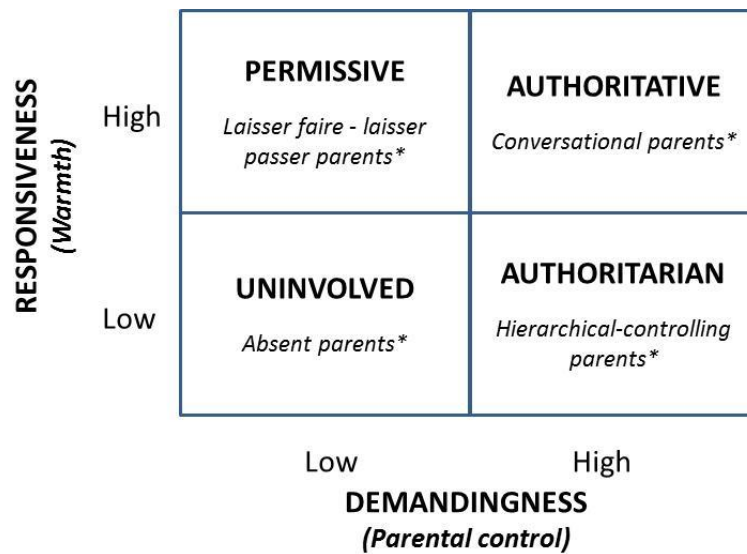 RESPONSIVENESS
(Warmth)
High
Low
PERMISSIVE
Laisser faire - laisser
passer parents*
AUTHORITATIVE
Conversational parents*
UNINVOLVED
Absent parents*
AUTHORITARIAN
Hierarchical-controlling
parents*
Low
High
DEMANDINGNESS
(Parental control)